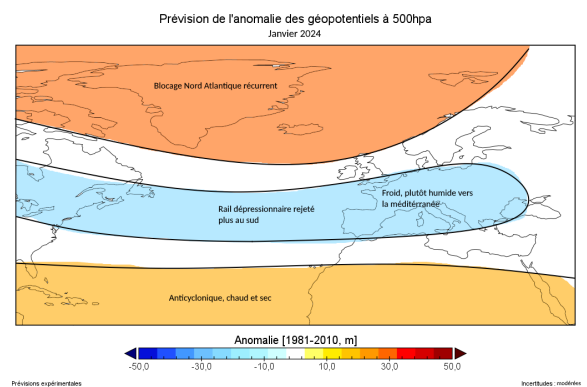 Prévision de l'anomalie des géopotentiels à 500hpa
Janvier 2024
Blocage Nord Atlantique récurrent
Froid, plutôt humide vers
la méditérranée
Rail dépressionnaire rejeté
plus au sud
Anticyclonique, chaud et sec
Anomalie [1981-2010, m]
-50,0 -30,0 -10,0 10,0 30,0 50,0
Prévisions expérimentales
Incertitudes : modérées